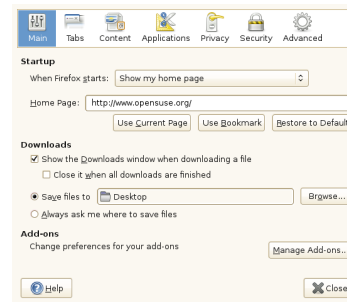 Main Tabs Content Applications Privacy Security Advanced
Startup
When Firefox starts: Show my home page
Home Page: http://www.opensuse.org/
Use Current Page Use Bookmark Restore to Default
Downloads
Show the Downloads window when downloading a file
Close it when all downloads are finished
Save files to Desktop Browse...
Always ask me where to save files
Add-ons
Change preferences for your add-ons
Manage Add-ons..
Help Close